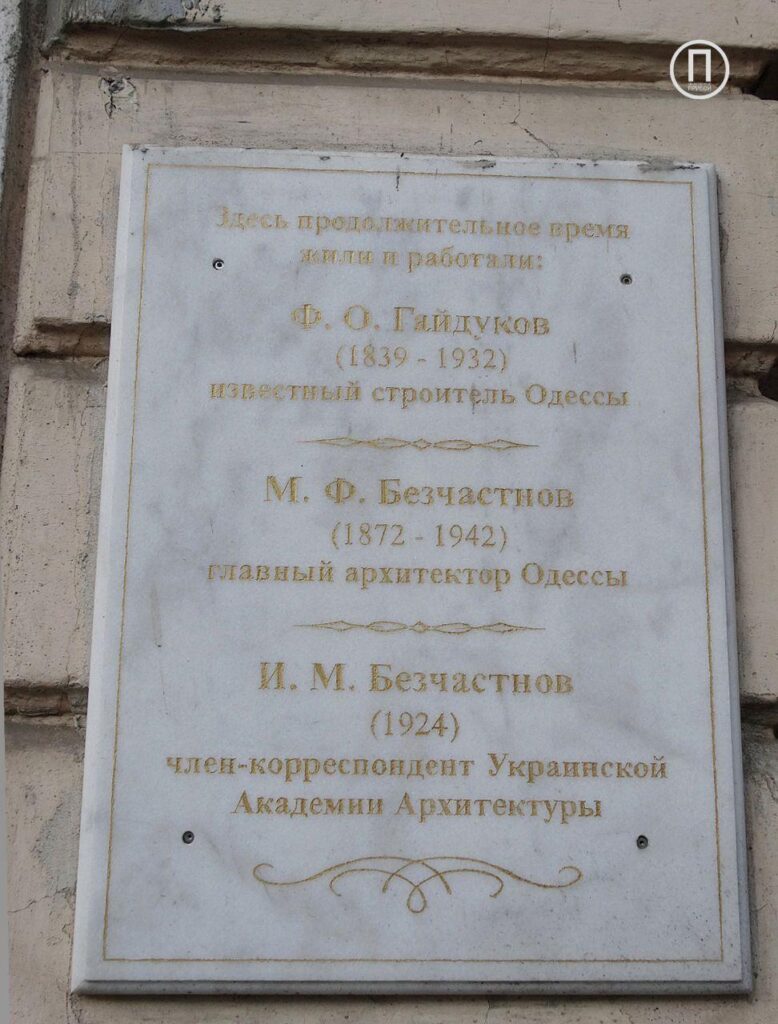 П
Здесь продолжительное время
жили и работали:
Ф. О. Гайдуков
(1839 - 1932)
известный строитель Одессы
М. Ф. Безчастнов
(1872 - 1942)
главный архитектор Одессы
И. М. Безчастнов
(1924)
член-корреспондент Украинской
Академии Архитектуры